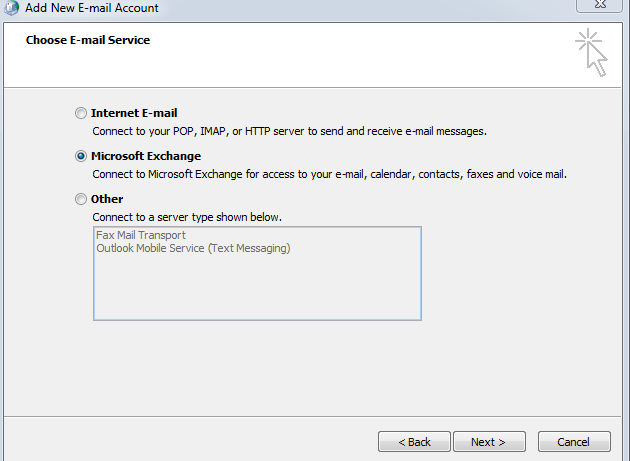 Add New E-mail Account
Choose E-mail Service
Internet E-mail
Connect to your POP, IMAP, or HTTP server to send and receive e-mail messages.
Microsoft Exchange
Connect to Microsoft Exchange for access to your e-mail, calendar, contacts, faxes and voice mail.
Other
Connect to a server type shown below.
Fax Mail Transport
Outlook Mobile Service (Text Messaging)
< Back Next > Cancel